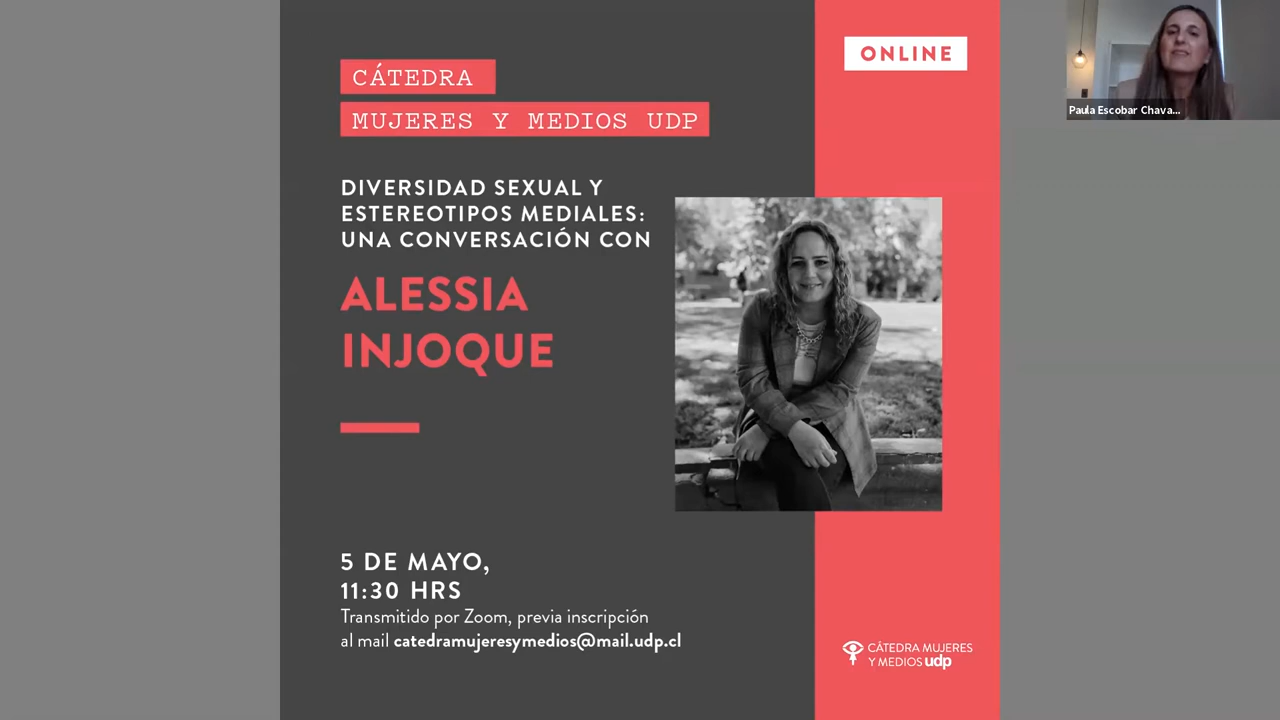 CÁTEDRA
MUJERES Y MEDIOS UDP
ONLINE
DIVERSIDAD SEXUAL Y
ESTEREOTIPOS MEDIALES:
UNA CONVERSACIÓN CON
ALESSIA
INJOQUE
5 DE MAYO,
11:30 HRS
Transmitido por Zoom, previa inscripción
al mail catedramujeresymedios@mail.udp.cl
CÁTEDRA MUJERES
Y MEDIOS udp
Paula Escobar Chava...